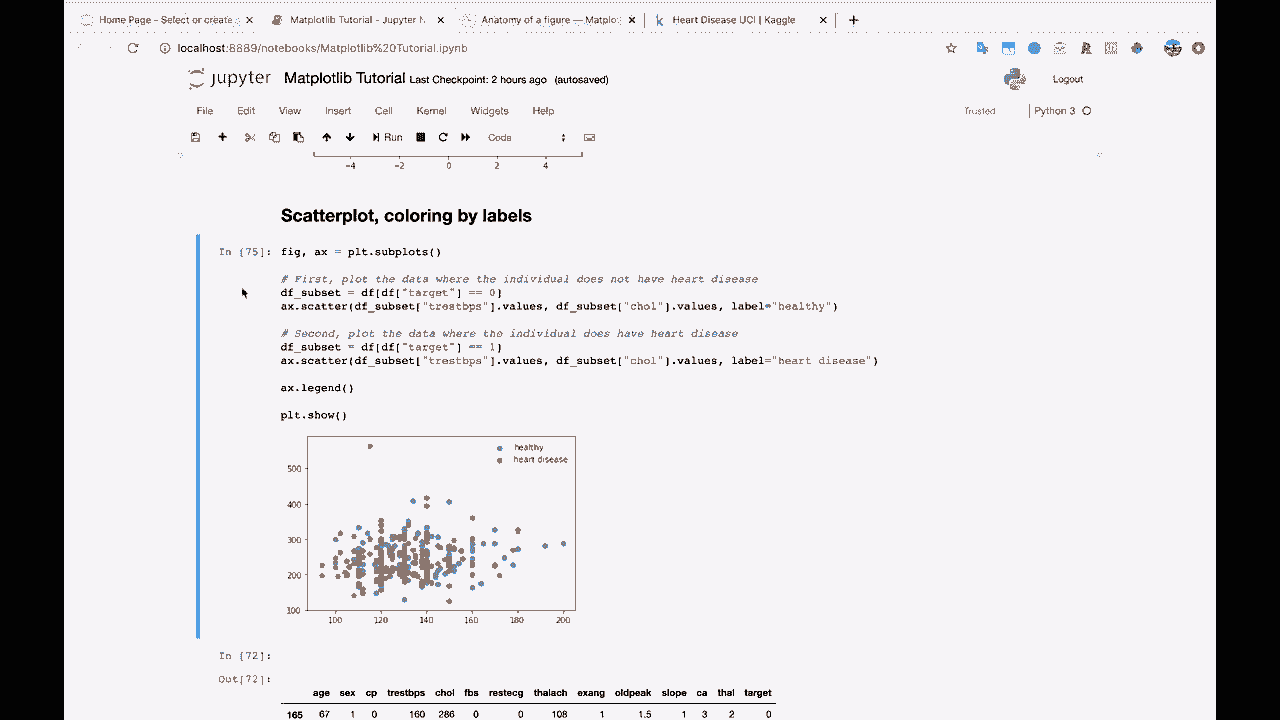 Home Page - Select or create
Matplotlib Tutorial - Jupyter N
Anatomy of a figure — Matplo
Heart Disease UCI | Kaggle
localhost:8889/notebooks/Matplotlib%20Tutorial.ipynb
jupyter Matplotlib Tutorial Last Checkpoint: 2 hours ago (autosaved)
Logout
File Edit View Insert Cell Kernel Widgets Help
Trusted Python 3
Run Code
−4 −2 0 2 4
Scatterplot, coloring by labels
In [75]: fig, ax = plt.subplots()
# First, plot the data where the individual does not have heart disease
df_subset = df[df["target"] == 0]
ax.scatter(df_subset["trestbps"].values, df_subset["chol"].values, label="healthy")
# Second, plot the data where the individual does have heart disease
df_subset = df[df["target"] == 1]
ax.scatter(df_subset["trestbps"].values, df_subset["chol"].values, label="heart disease")
ax.legend()
plt.show()
healthy
heart disease
500
400
300
200
100
100 120 140 160 180 200
In [72]:
Out[72]:
age sex cp trestbps chol fbs restecg thalach exang oldpeak slope ca thal target
165 67 1 0 160 286 0 0 108 1 1.5 1 3 2 0